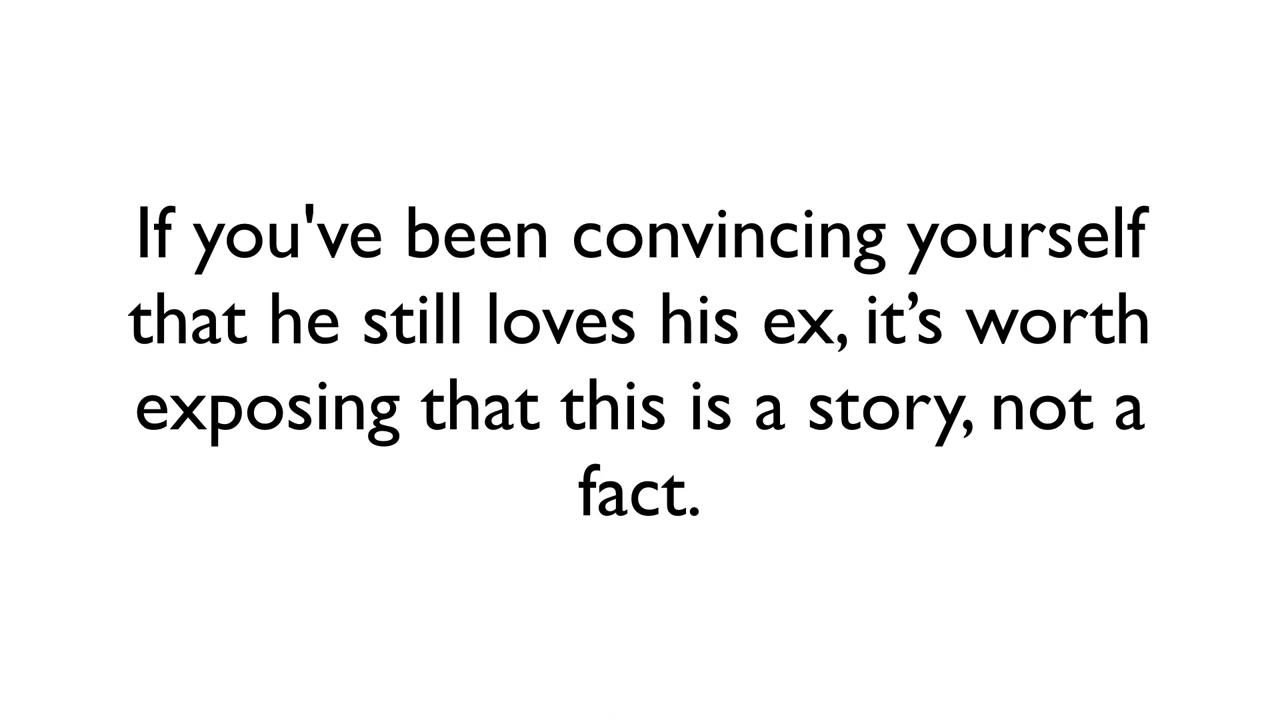 If you've been convincing yourself
that he still loves his ex, it’s worth
exposing that this is a story, not a
fact.